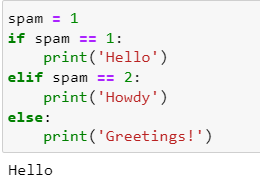 spam = 1
if spam == 1:
    print('Hello')
elif spam == 2:
    print('Howdy')
else:
    print('Greetings!')
Hello